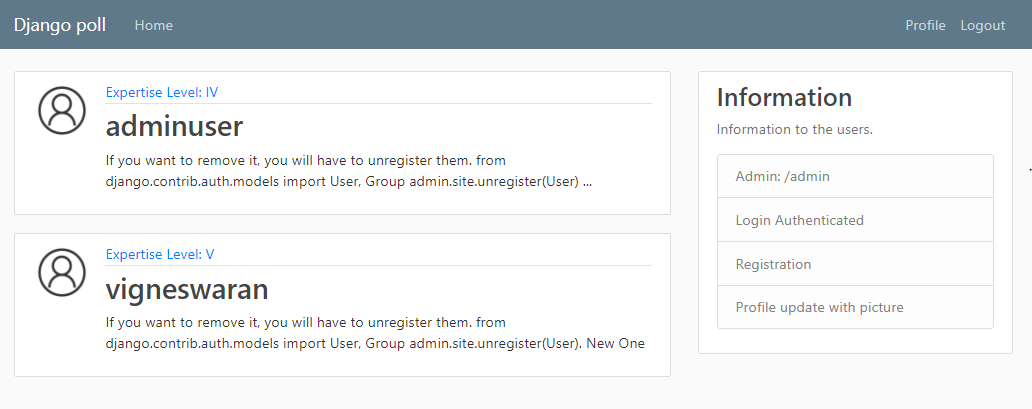 Django poll Home Profile Logout
Expertise Level: IV
adminuser
If you want to remove it, you will have to unregister them. from
django.contrib.auth.models import User, Group admin.site.unregister(User) ...
Expertise Level: V
vigneswaran
If you want to remove it, you will have to unregister them. from
django.contrib.auth.models import User, Group admin.site.unregister(User). New One
Information
Information to the users.
Admin: /admin
Login Authenticated
Registration
Profile update with picture